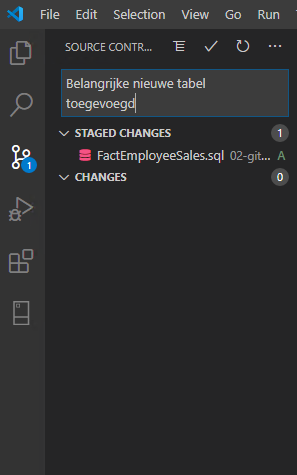 File Edit Selection View Go Run
SOURCE CONTR...
Belangrijke nieuwe tabel
toegevoegd
STAGED CHANGES 1
FactEmployeeSales.sql 02-git... A
CHANGES 0
1